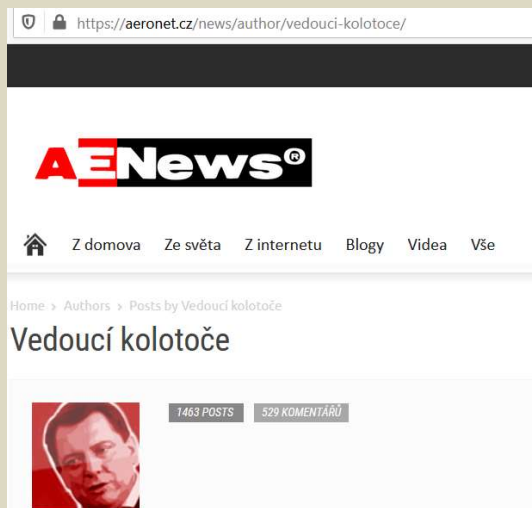 https://aeronet.cz/news/author/vedouci-kolotoce/
AENews®
Z domova Ze světa Z internetu Blogy Videa Vše
Home › Authors › Posts by Vedoucí kolotoče
Vedoucí kolotoče
1463 POSTS 529 KOMENTÁŘŮ